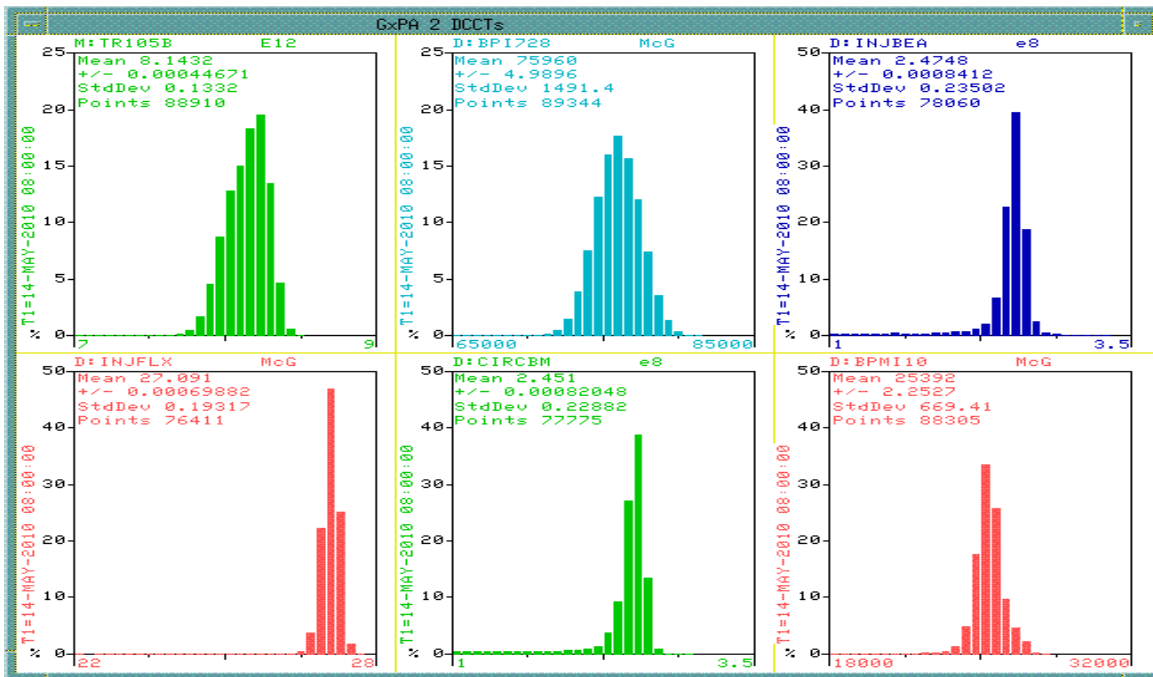 GxPA 2 DCCTs
M:TR105B E12
25
Mean 8.1432
+/- 0.00044671
StdDev 0.1332
Points 88910
20
15
10
5
% 0
7 9
T1=14-MAY-2010 08:00:00
D:BPI728 McG
25
Mean 75960
+/- 4.9896
StdDev 1491.4
Points 89344
20
15
10
5
% 0
65000 85000
T1=14-MAY-2010 08:00:00
D:INJBEA e8
50
Mean 2.4748
+/- 0.0008412
StdDev 0.23502
Points 78060
40
30
20
10
% 0
1 3.5
T1=14-MAY-2010 08:00:00
D:INJFLX McG
50
Mean 27.091
+/- 0.00069882
StdDev 0.19317
Points 76411
40
30
20
10
% 0
22 28
T1=14-MAY-2010 08:00:00
D:CIRCBM e8
50
Mean 2.451
+/- 0.00082048
StdDev 0.22882
Points 77775
40
30
20
10
% 0
1 3.5
T1=14-MAY-2010 08:00:00
D:BPMI10 McG
50
Mean 25392
+/- 2.2527
StdDev 669.41
Points 88305
40
30
20
10
% 0
18000 32000
T1=14-MAY-2010 08:00:00